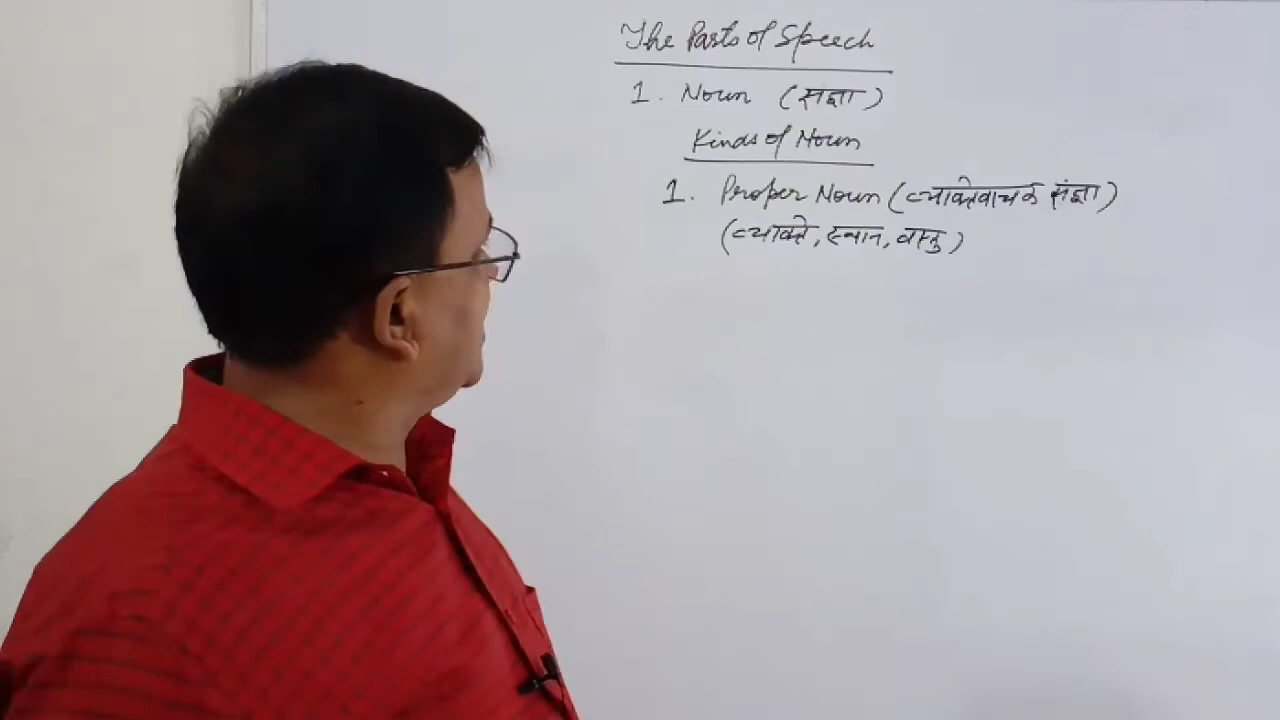 The Parts of Speech
1. Noun (संज्ञा)
Kinds of Noun
1. Proper Noun (व्यक्तिवाचक संज्ञा)
(व्यक्ति, स्थान, वस्तु)